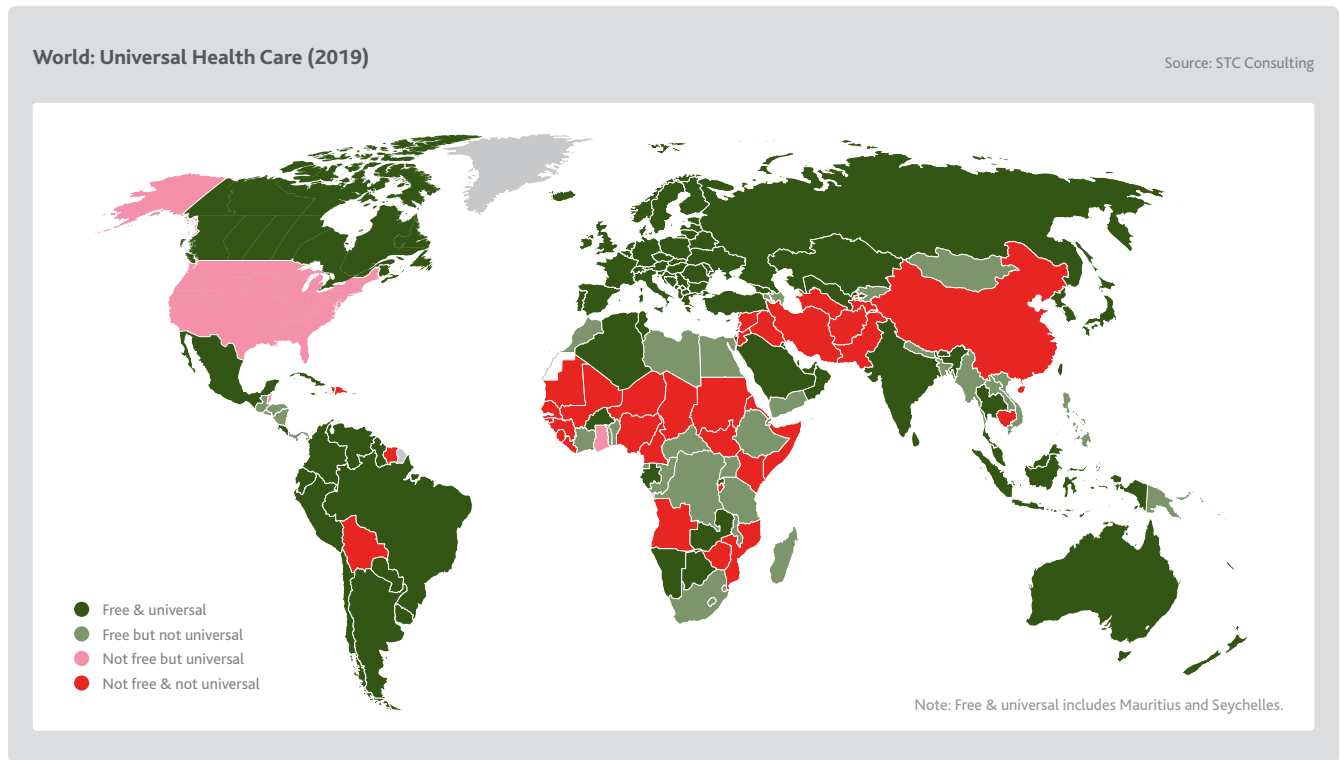 World: Universal Health Care (2019)
Source: STC Consulting
Free & universal
Free but not universal
Not free but universal
Not free & not universal
Note: Free & universal includes Mauritius and Seychelles.